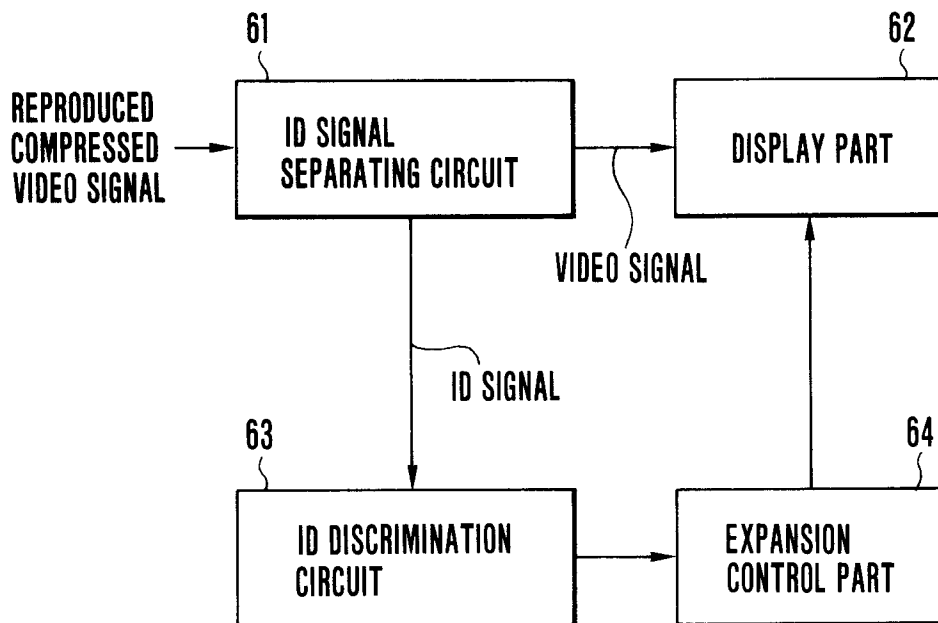 61
62
REPRODUCED
COMPRESSED
VIDEO SIGNAL
ID SIGNAL
SEPARATING CIRCUIT
DISPLAY PART
VIDEO SIGNAL
ID SIGNAL
63
64
ID DISCRIMINATION
CIRCUIT
EXPANSION
CONTROL PART